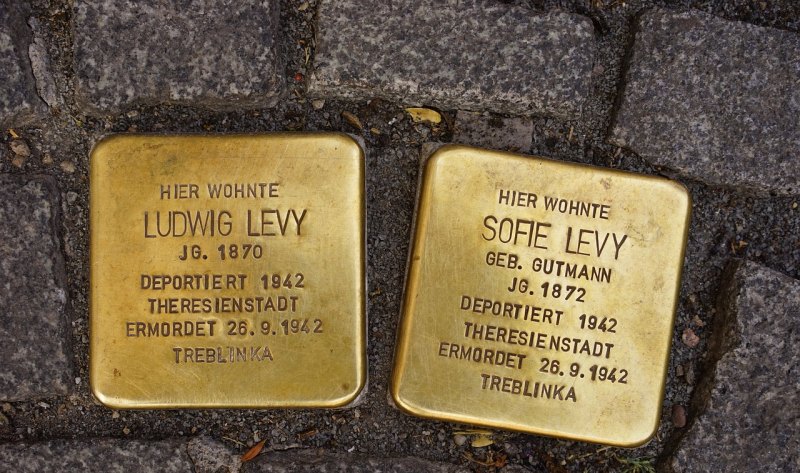 HIER WOHNTE
LUDWIG LEVY
JG. 1870
DEPORTIERT 1942
THERESIENSTADT
ERMORDET 26.9.1942
TREBLINKA
HIER WOHNTE
SOFIE LEVY
GEB. GUTMANN
JG. 1872
DEPORTIERT 1942
THERESIENSTADT
ERMORDET 26.9.1942
TREBLINKA